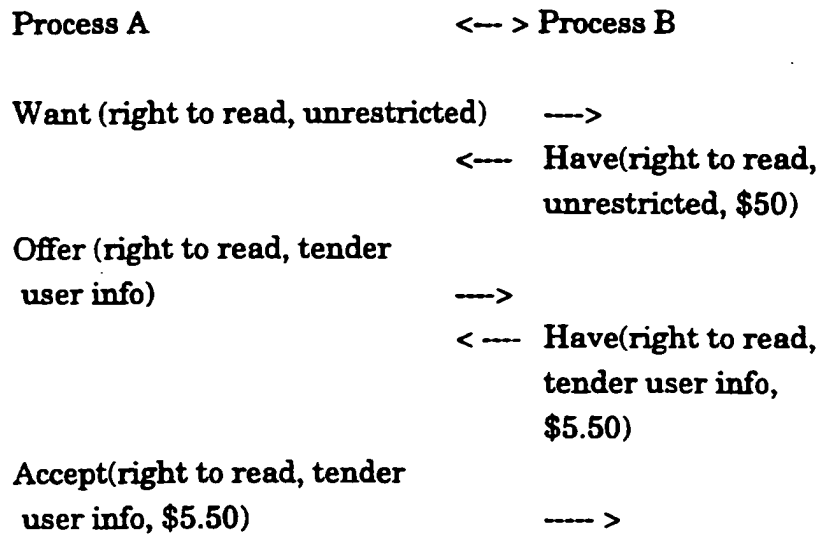 Process A <--- > Process B
Want (right to read, unrestricted) ---->
<---- Have(right to read,
unrestricted, $50)
Offer (right to read, tender
user info) ---->
< ---- Have(right to read,
tender user info,
$5.50)
Accept(right to read, tender
user info, $5.50) ----- >